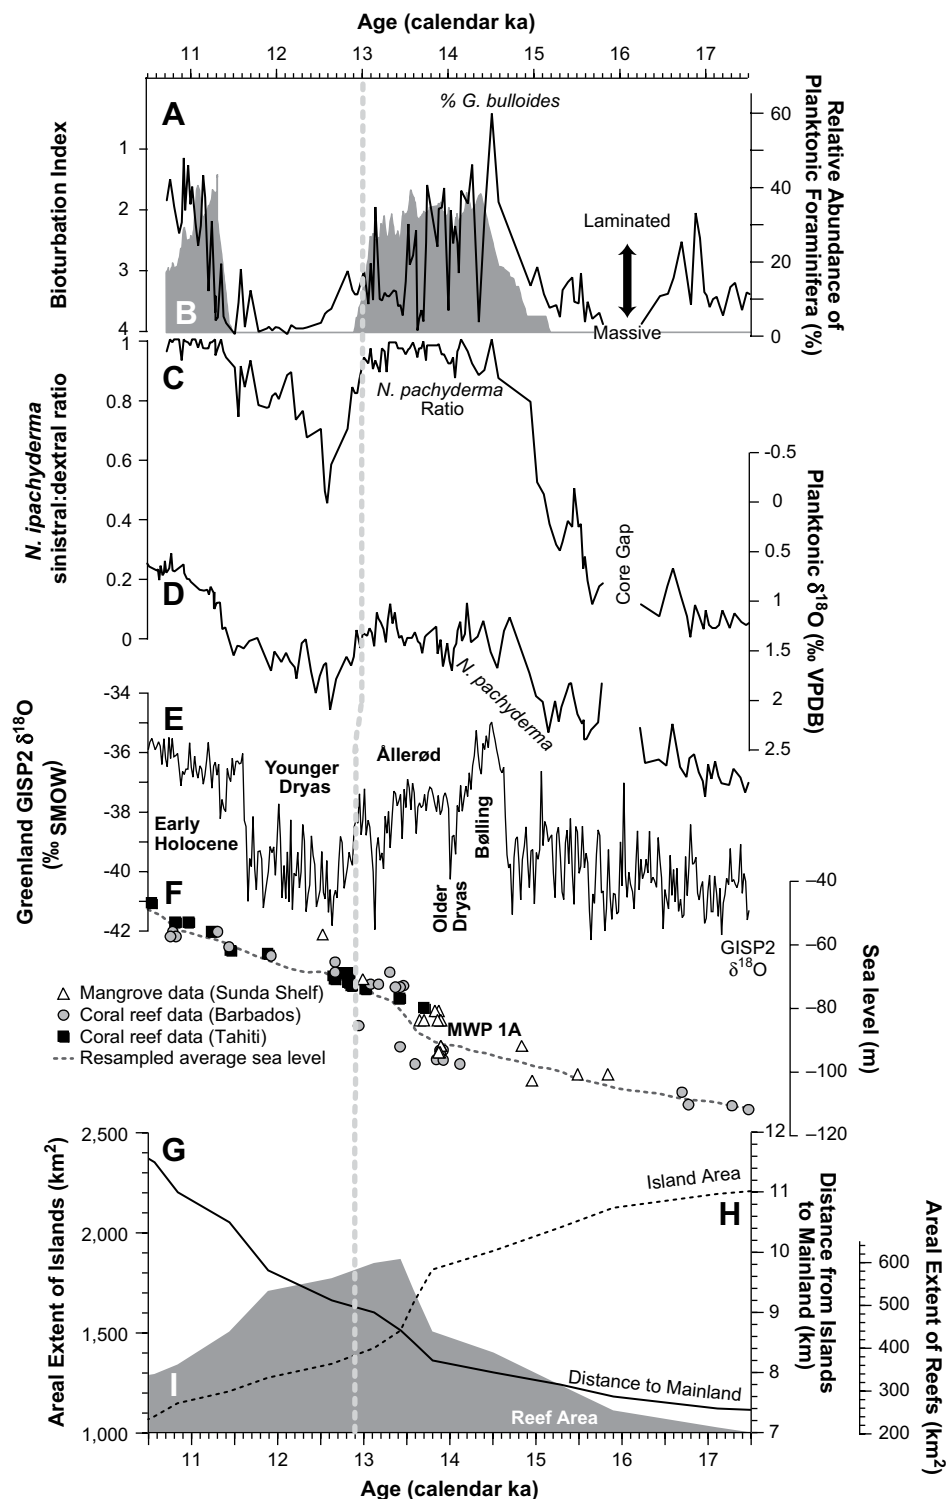 Age (calendar ka)
11 12 13 14 15 16 17
A
% G. bulloides
Bioturbation Index
1
2
3
4
B
Laminated
Massive
60
40
20
0
Relative Abundance of
Planktonic Foraminifera (%)
N. ipachyderma
sinistral:dextral ratio
1
0.8
0.6
0.4
0.2
0
C
N. pachyderma
Ratio
Core Gap
D
N. pachyderma
-0.5
0
0.5
1
1.5
2
2.5
Planktonic δ18O (‰ VPDB)
Greenland GISP2 δ18O
(‰ SMOW)
-34
-36
-38
-40
-42
E
Younger
Dryas
Ållerød
Early
Holocene
Older
Dryas
Bølling
GISP2
δ18O
F
–40
–60
–80
–100
–120
Sea level (m)
Mangrove data (Sunda Shelf)
Coral reef data (Barbados)
Coral reef data (Tahiti)
Resampled average sea level
MWP 1A
Areal Extent of Islands (km2)
2,500
2,000
1,500
1,000
G
Island Area
H
I
Distance to Mainland
Reef Area
12
11
10
9
8
7
Distance from Islands
to Mainland (km)
600
500
400
300
200
Areal Extent of Reefs (km2)
11 12 13 14 15 16 17
Age (calendar ka)